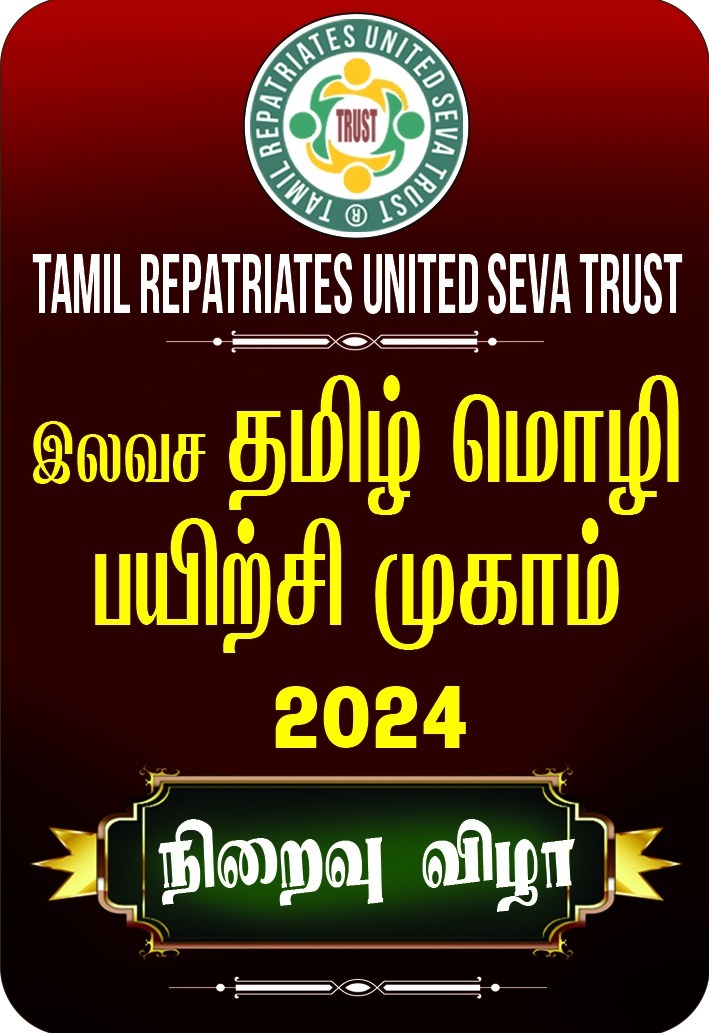 TAMIL REPATRIATES UNITED SEVA TRUST ®
TRUST
TAMIL REPATRIATES UNITED SEVA TRUST
இலவச தமிழ் மொழி
பயிற்சி முகாம்
2024
நிறைவு விழா